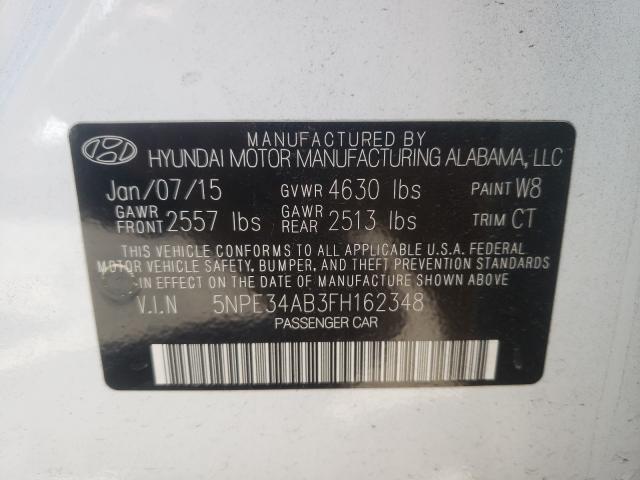 MANUFACTURED BY
HYUNDAI MOTOR MANUFACTURING ALABAMA, LLC
Jan/07/15 GVWR 4630 lbs PAINT W8
GAWR FRONT 2557 lbs GAWR REAR 2513 lbs TRIM CT
THIS VEHICLE CONFORMS TO ALL APPLICABLE U.S.A. FEDERAL
MOTOR VEHICLE SAFETY, BUMPER, AND THEFT PREVENTION STANDARDS
IN EFFECT ON THE DATE OF MANUFACTURE SHOWN ABOVE
V.I.N 5NPE34AB3FH162348
PASSENGER CAR